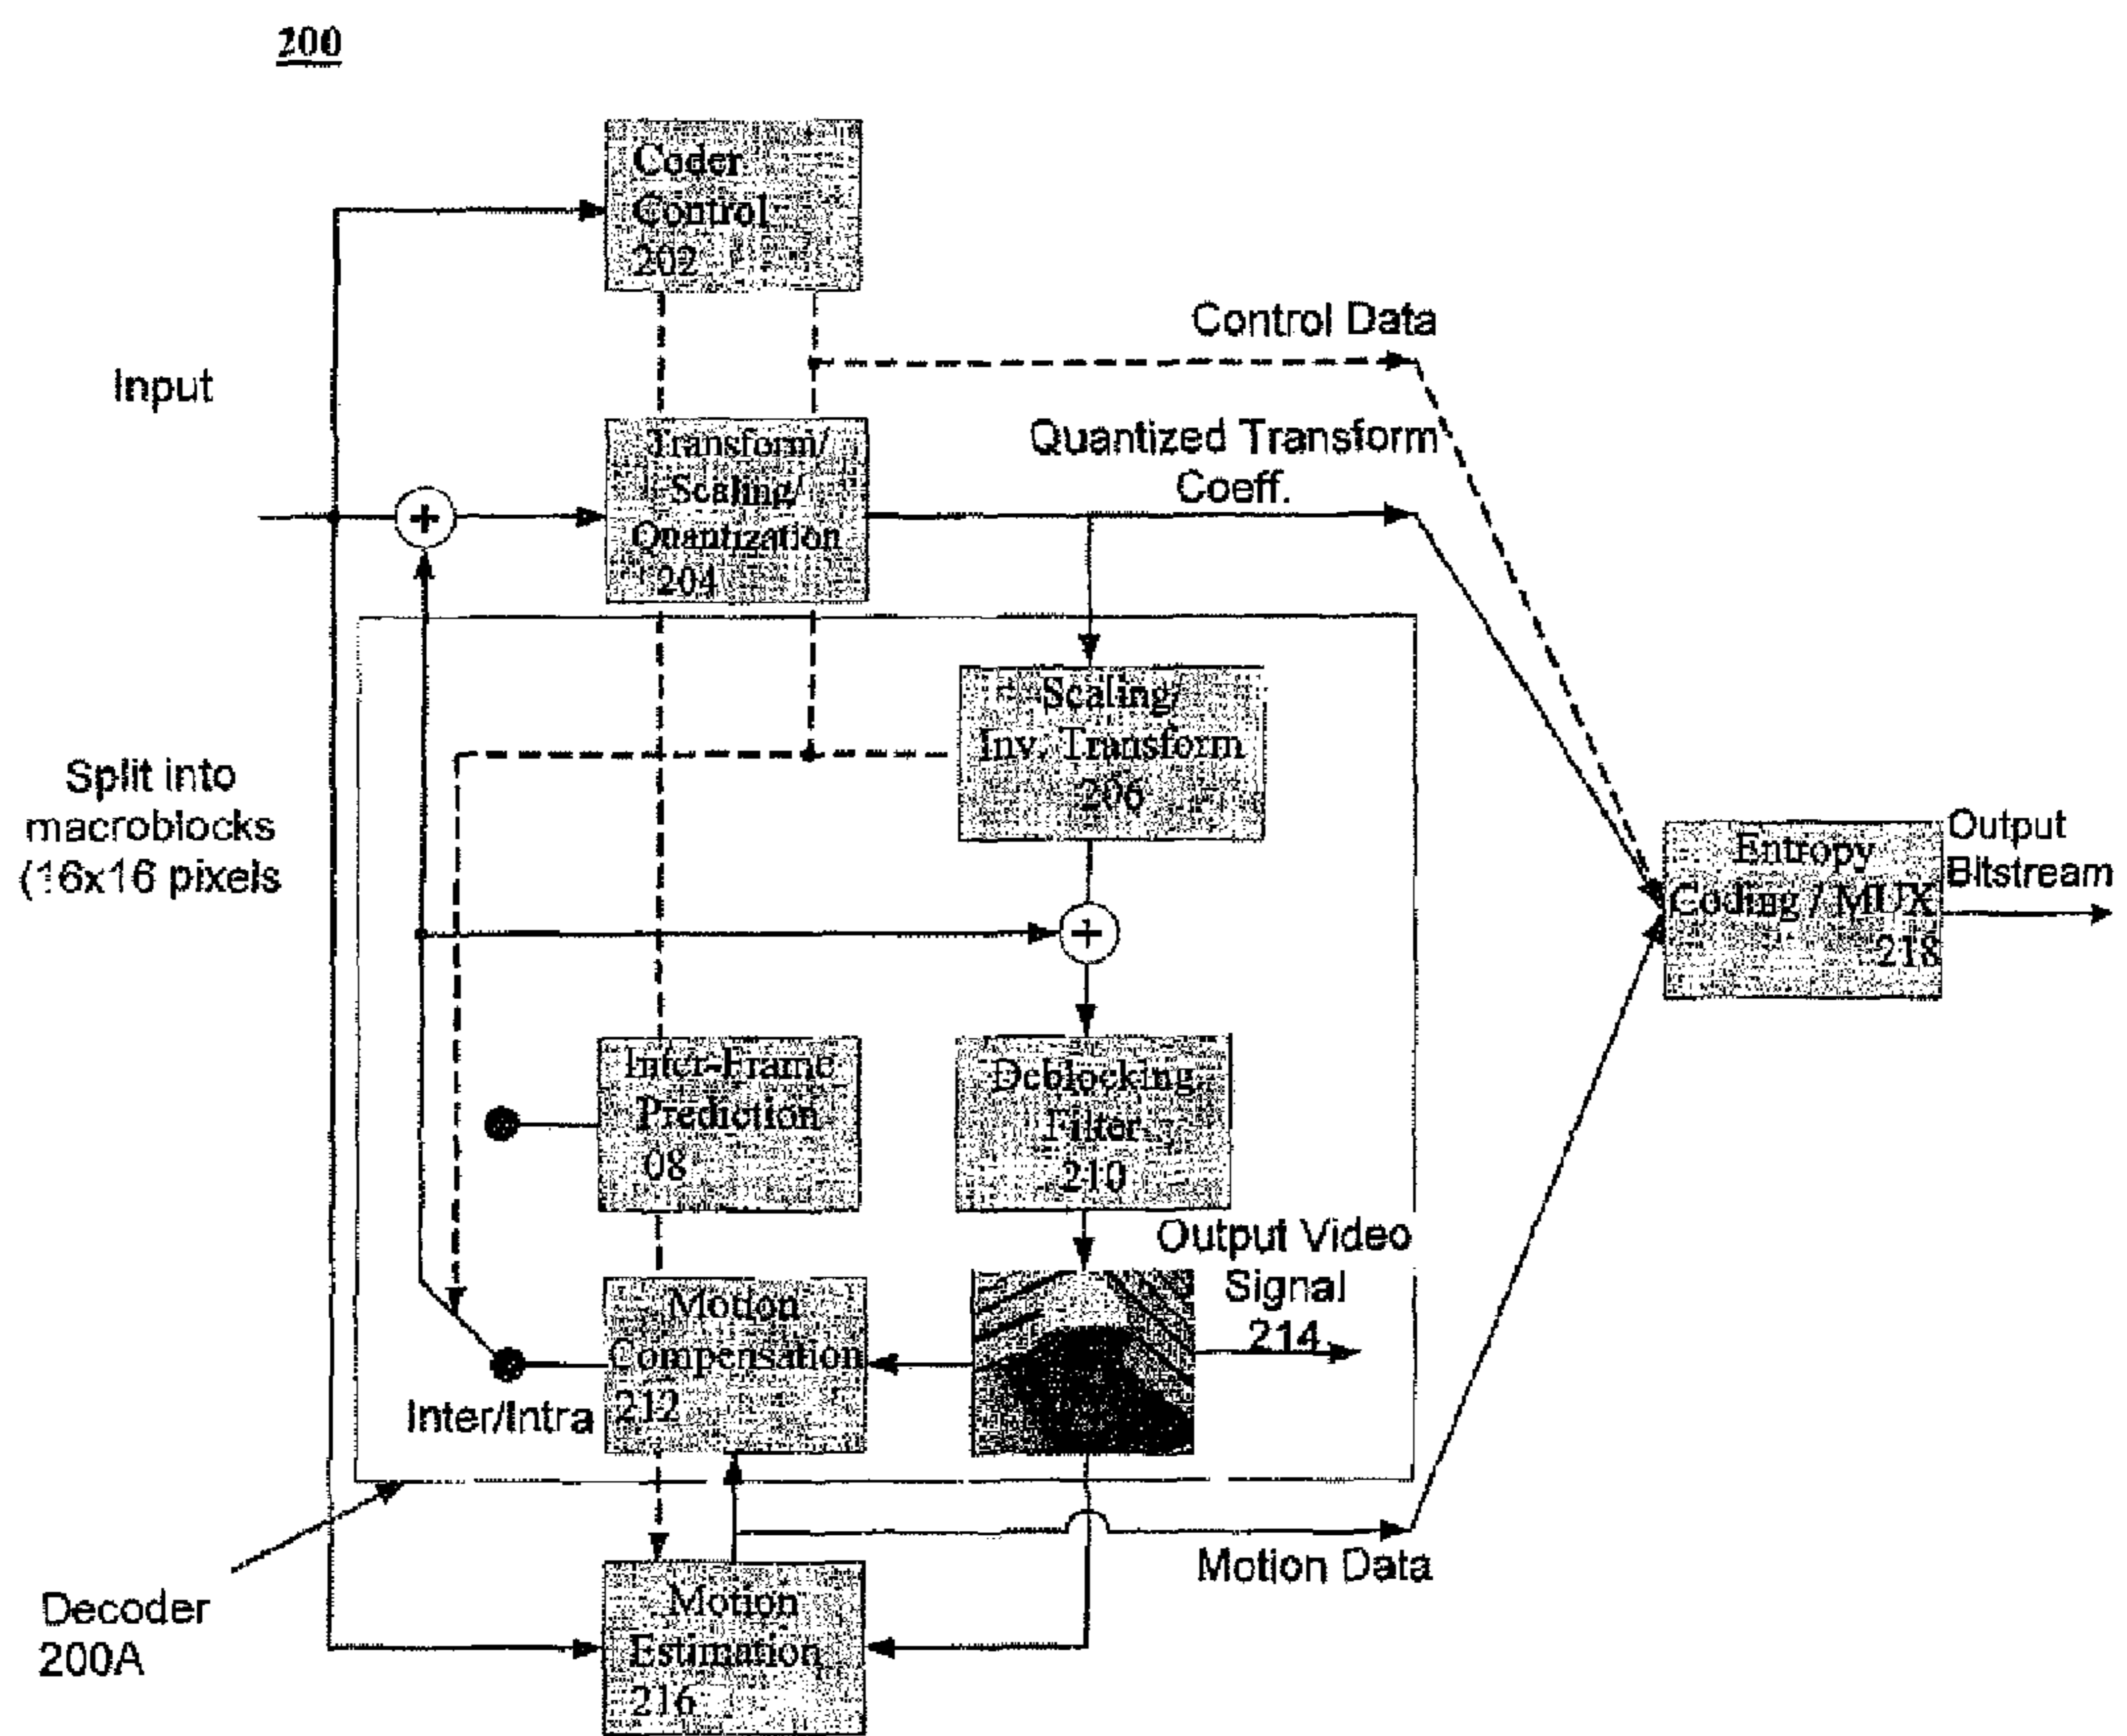 200
Coder
Control
202
Control Data
Input
Quantized Transform
Coeff.
Transform/
Scaling/
Quantization
204
Scaling/
Inv. Transform
206
Split into
macroblocks
(16x16 pixels
Entropy
Coding / MUX
218
Output
Bitstream
Inter-Frame
Prediction
08
Deblocking
Filter
210
Output Video
Signal
214
Motion
Compensation
212
Inter/Intra
Motion Data
Decoder
200A
Motion
Estimation
216